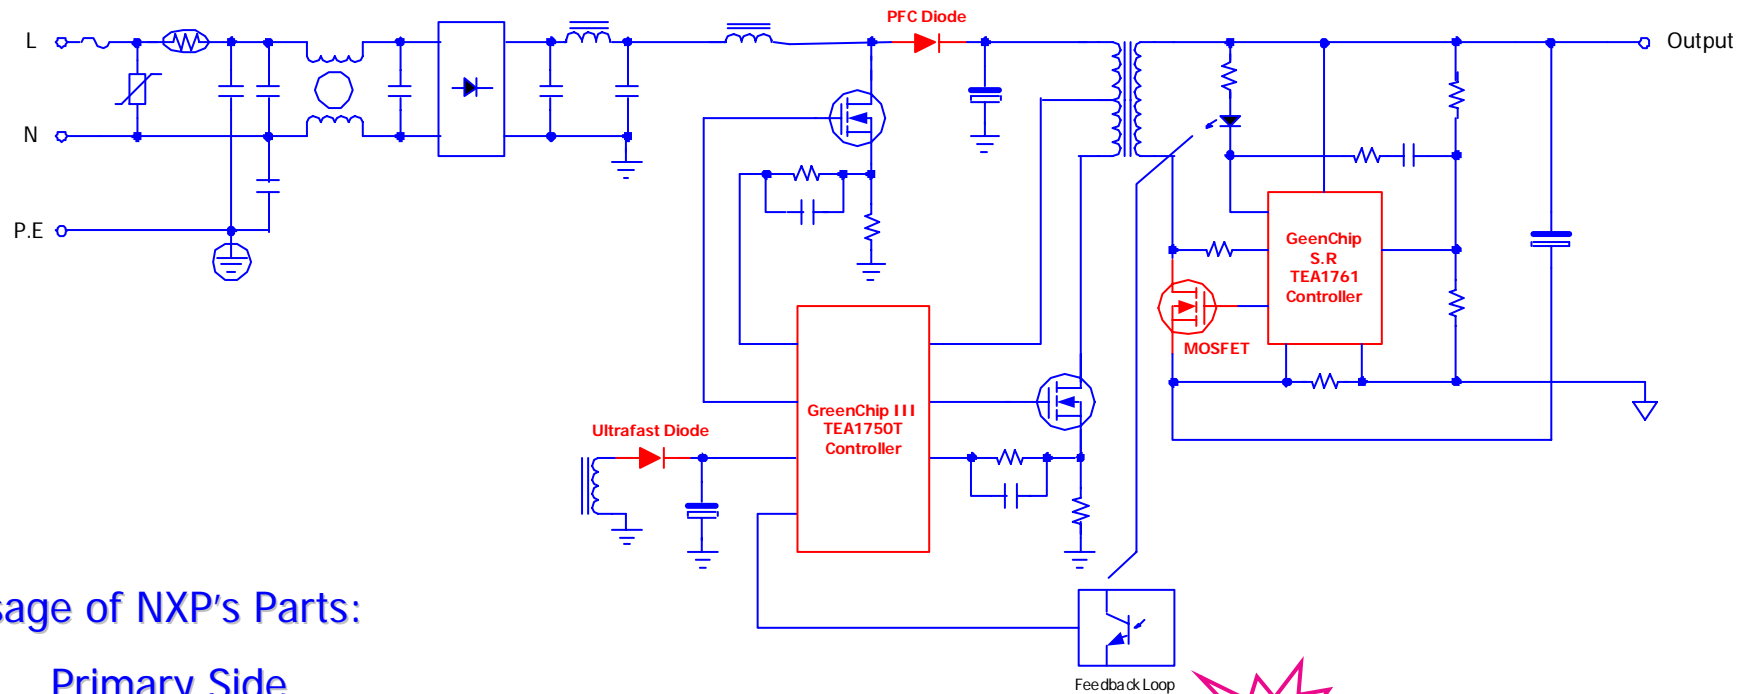 PFC Diode
L
Output
N
P.E
GeenChip
S.R
TEA1761
Controller
MOSFET
GreenChip III
TEA1750T
Controller
Ultrafast Diode
sage of NXP's Parts:
Primary Side
Feedback Loop